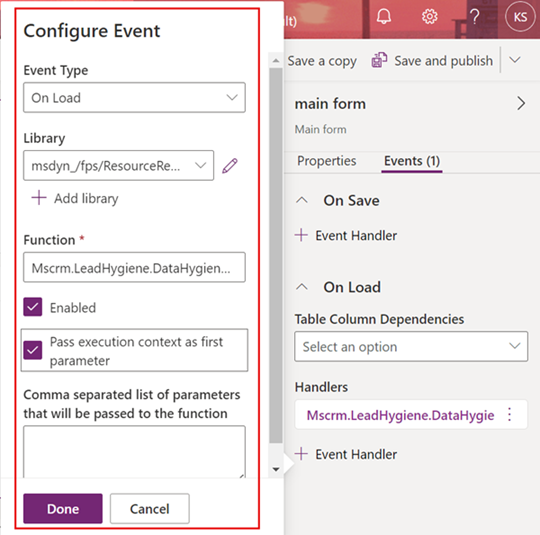 Configure Event
Event Type
On Load
Library
msdyn_/fps/ResourceRe...
Add library
Function *
Mscrm.LeadHygiene.DataHygien...
Enabled
Pass execution context as first
parameter
Comma separated list of parameters
that will be passed to the function
Done
Cancel
ult)
?
KS
Save a copy
Save and publish
main form
Main form
Properties
Events (1)
On Save
Event Handler
On Load
Table Column Dependencies
Select an option
Handlers
Mscrm.LeadHygiene.DataHygie
Event Handler